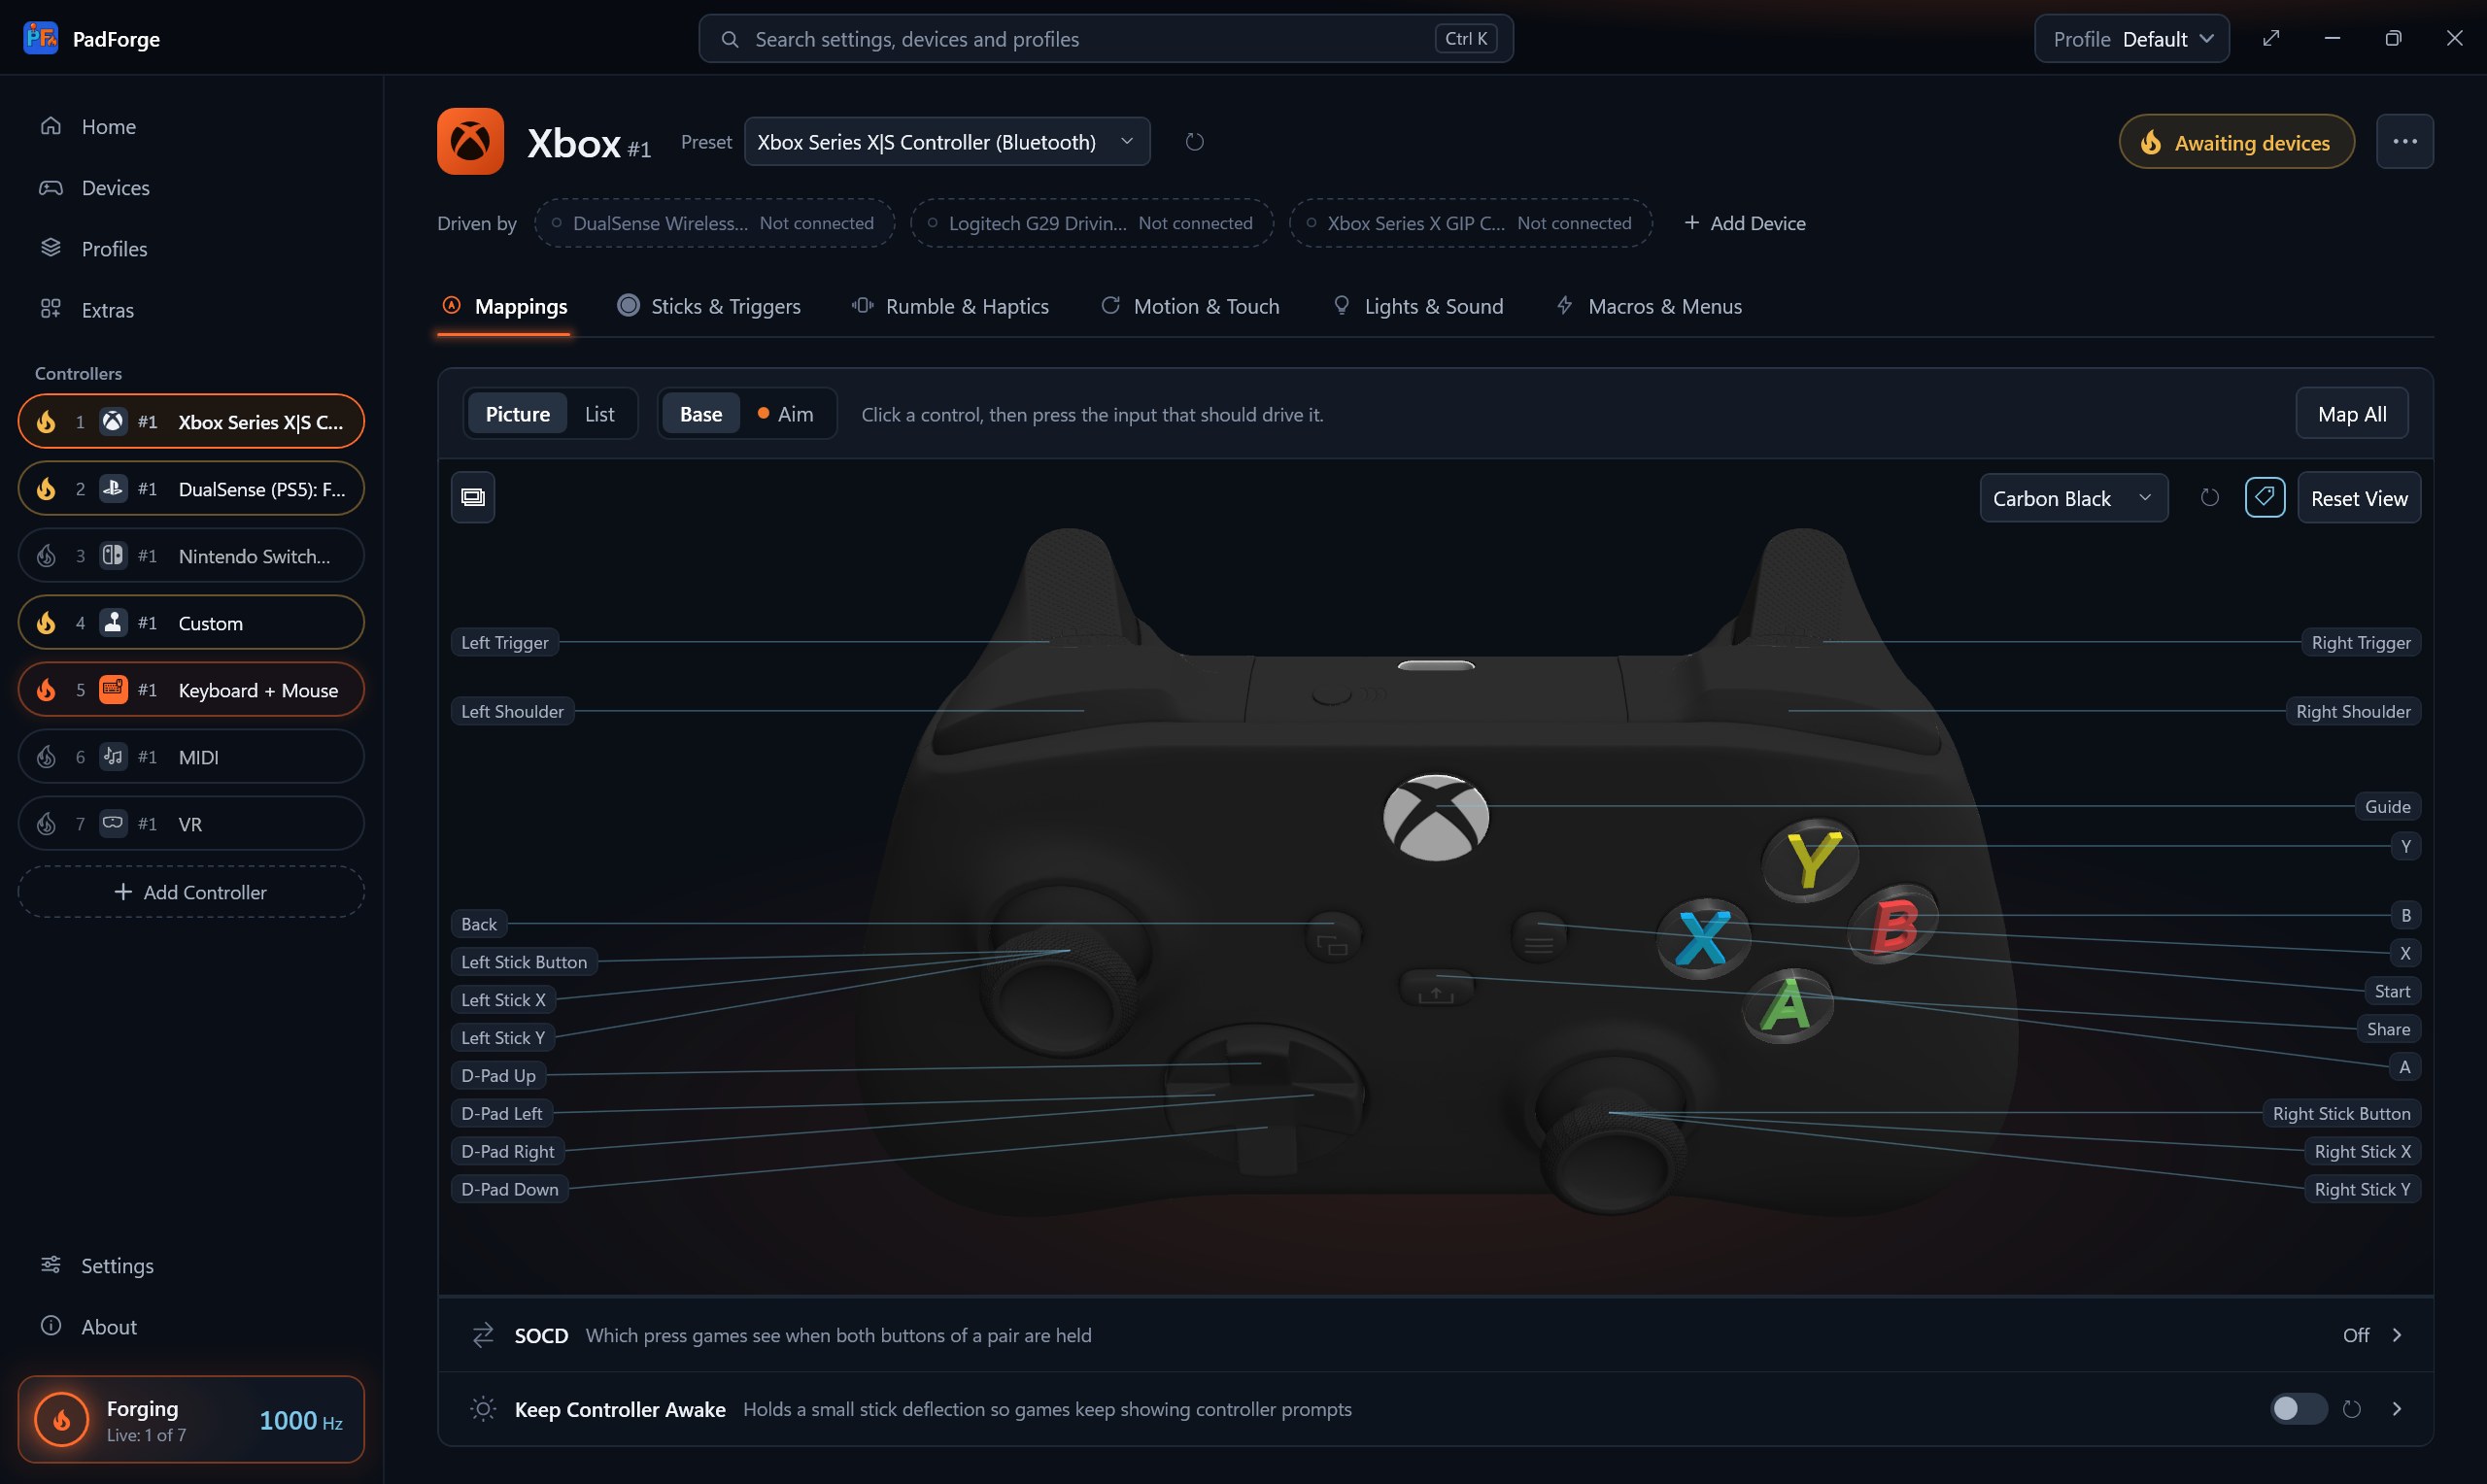 PadForge
Search settings, devices and profiles
Ctrl K
Profile Default
Home
Devices
Profiles
Extras
Controllers
1 #1 Xbox Series X|S C...
2 #1 DualSense (PS5): F...
3 #1 Nintendo Switch...
4 #1 Custom
5 #1 Keyboard + Mouse
6 #1 MIDI
7 #1 VR
+ Add Controller
Settings
About
Forging
Live: 1 of 7
1000 Hz
Xbox #1
Preset
Xbox Series X|S Controller (Bluetooth)
Awaiting devices
...
Driven by
DualSense Wireless... Not connected
Logitech G29 Drivin... Not connected
Xbox Series X GIP C... Not connected
+ Add Device
Mappings
Sticks & Triggers
Rumble & Haptics
Motion & Touch
Lights & Sound
Macros & Menus
Picture
List
Base
Aim
Click a control, then press the input that should drive it.
Map All
Carbon Black
Reset View
Left Trigger
Left Shoulder
Back
Left Stick Button
Left Stick X
Left Stick Y
D-Pad Up
D-Pad Left
D-Pad Right
D-Pad Down
Y
X
B
A
Right Trigger
Right Shoulder
Guide
Y
B
X
Start
Share
A
Right Stick Button
Right Stick X
Right Stick Y
SOCD Which press games see when both buttons of a pair are held
Off
Keep Controller Awake Holds a small stick deflection so games keep showing controller prompts